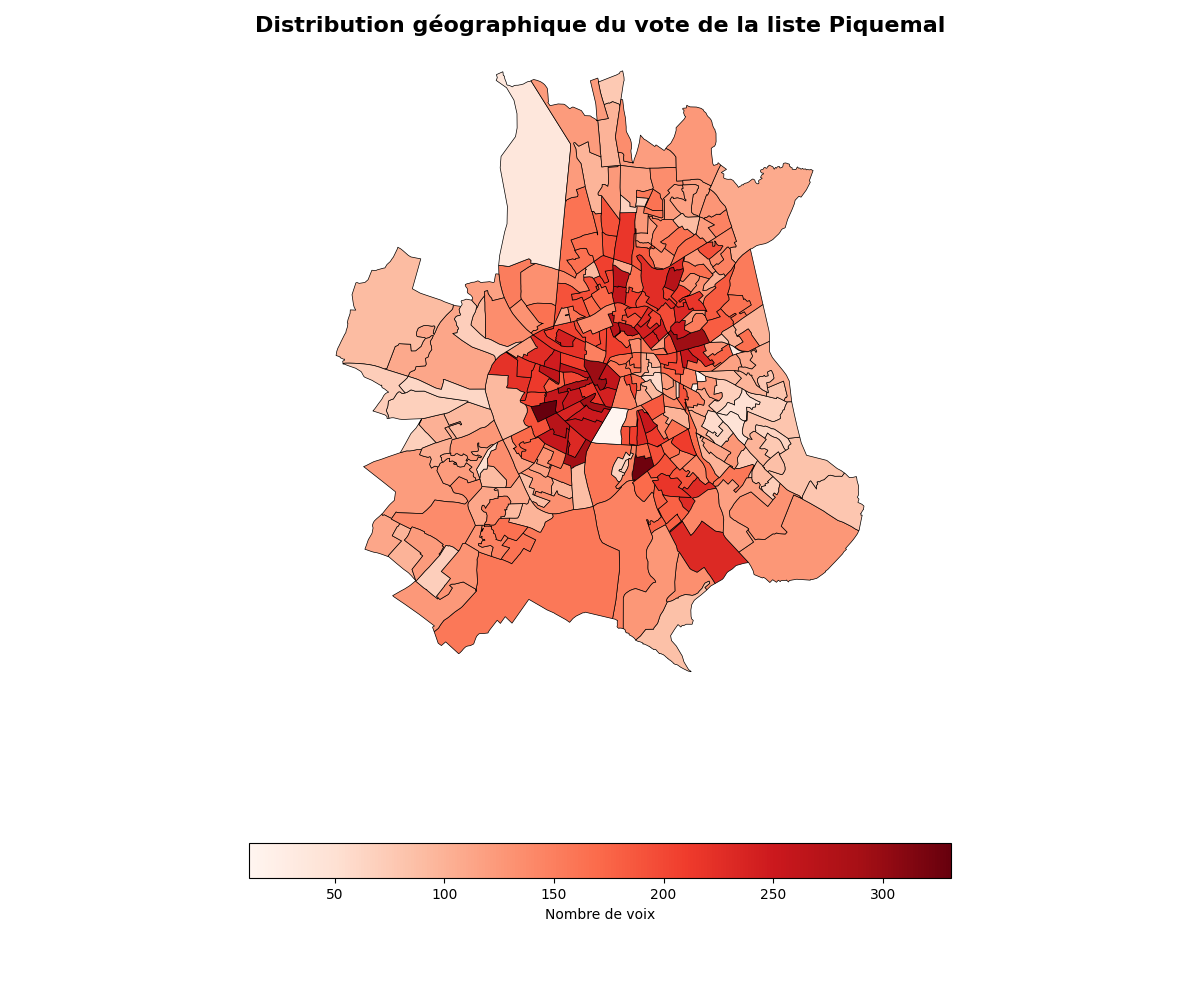 Distribution géographique du vote de la liste Piquemal
50 100 150 200 250 300
Nombre de voix